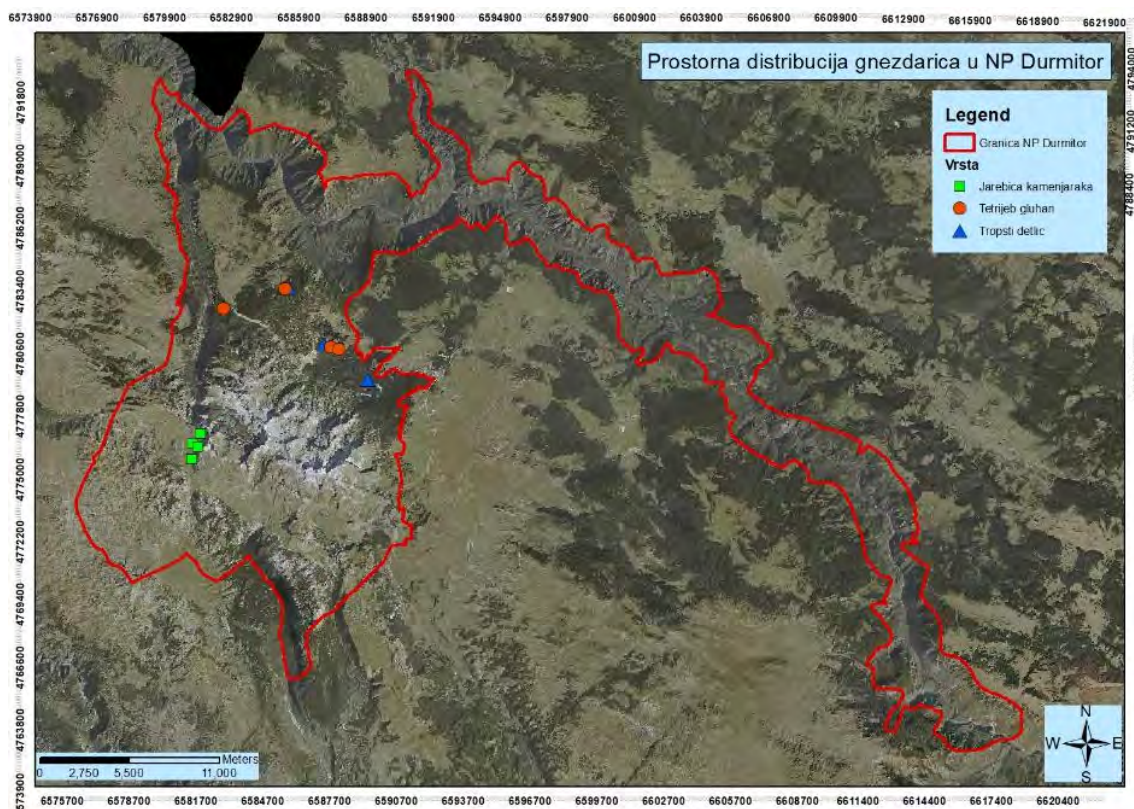 6573900 6576900 6579900 6582900 6585900 6588900 6591900 6594900 6597900 6600900 6603900 6606900 6609900 6612900 6615900 6618900 6621900
Prostorna distribucija gnezdarica u NP Durmitor
Legend
Granica NP Durmitor
Vrsta
Jarebica kamenjaraka
Tetrijeb gluhan
Tropsti detlic
4791800
4789000
4786200
4783400
4780600
4777800
4775000
4772200
4769400
4766600
4763800
573900
4794000
4791200
4788400
N
W E
S
Meters
0 2,750 5,500 11,000
6575700 6578700 6581700 6584700 6587700 6590700 6593700 6596700 6599700 6602700 6605700 6608700 6611400 6614400 6617400 6620400